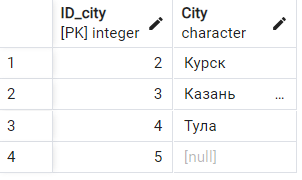 ID_city City
[PK] integer character
1 2 Курск
2 3 Казань ...
3 4 Тула
4 5 [null]